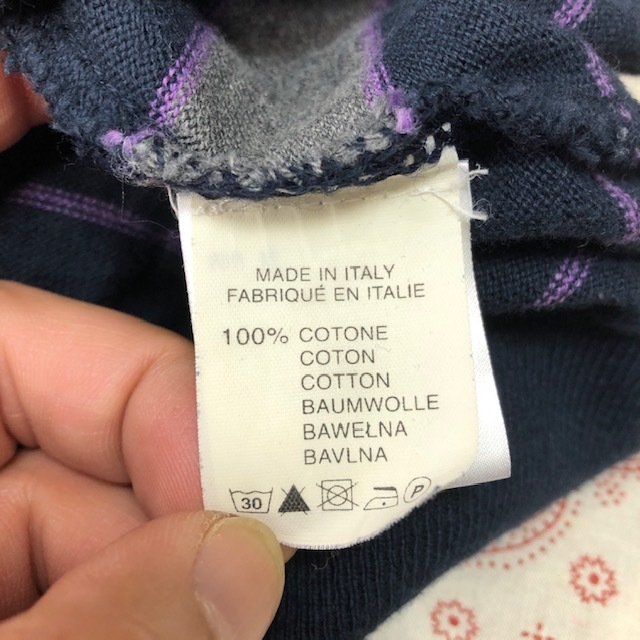 MADE IN ITALY
FABRIQUÉ EN ITALIE
100% COTONE
COTON
COTTON
BAUMWOLLE
BAWEŁNA
BAVLNA
30 P